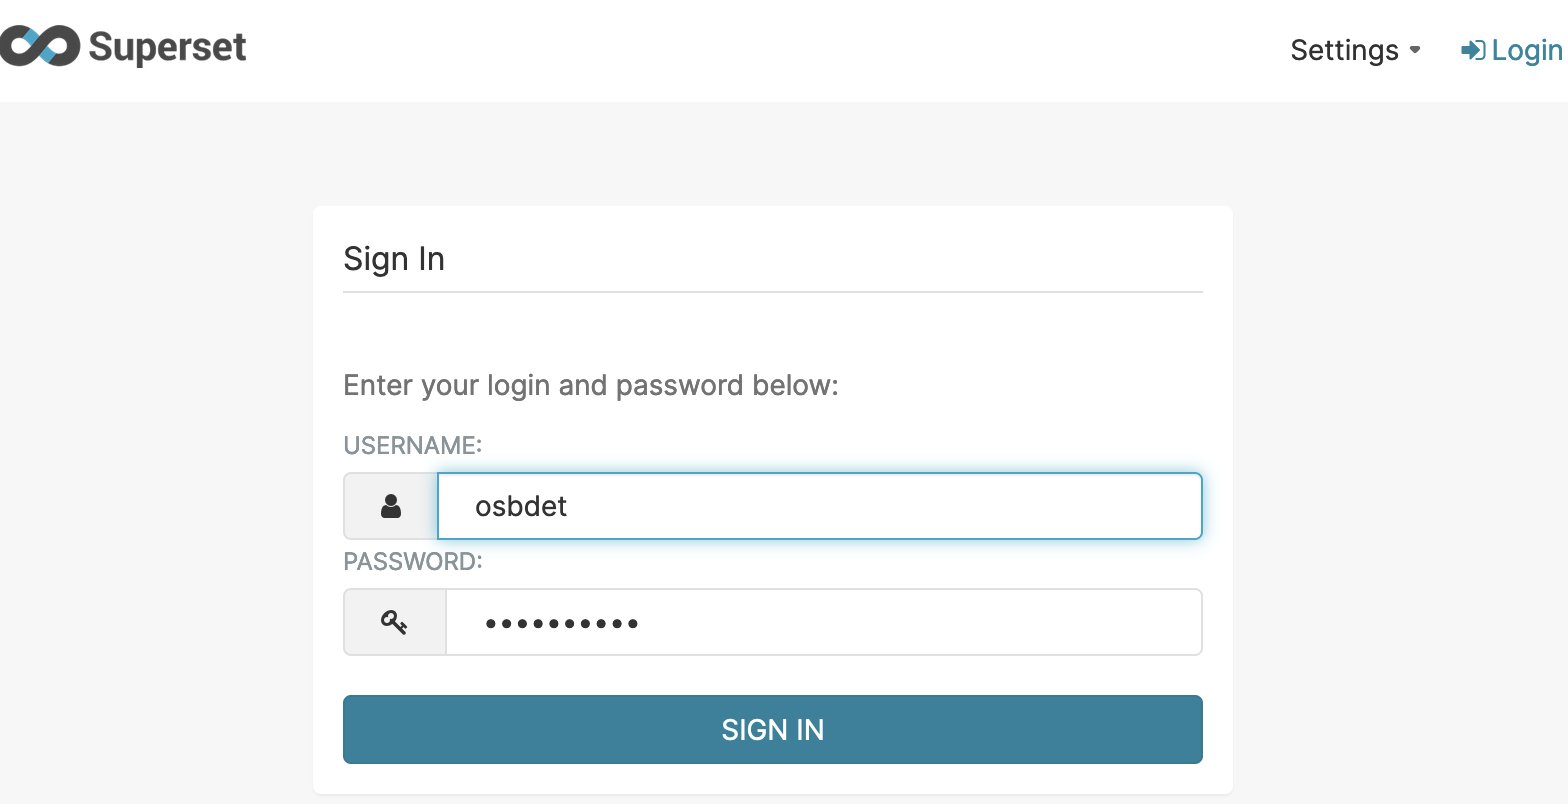 Superset
Settings
Login
Sign In
Enter your login and password below:
USERNAME:
osbdet
PASSWORD:
••••••••••
SIGN IN